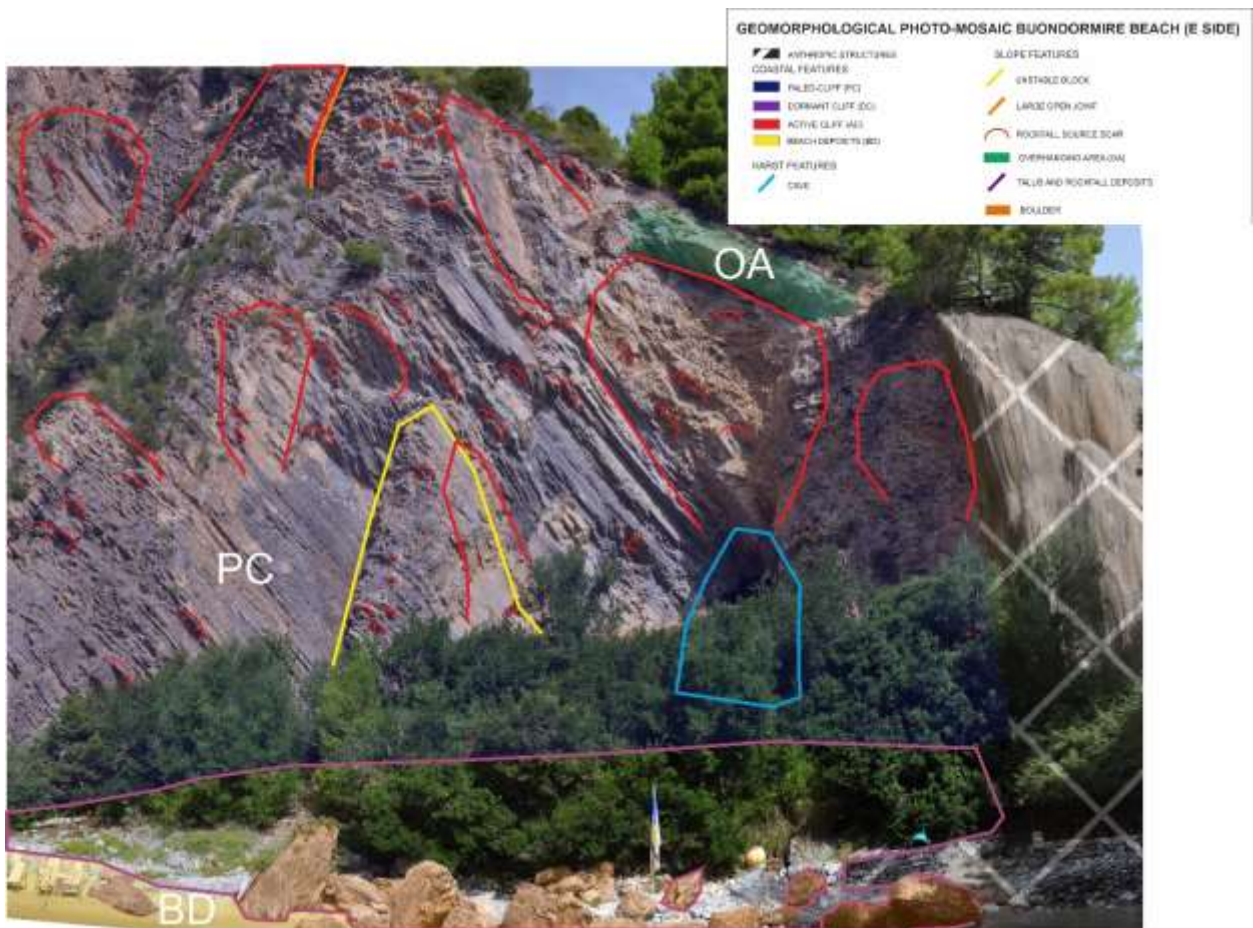 GEOMORPHOLOGICAL PHOTO-MOSAIC BUONDORMIRE BEACH (E SIDE)
ANTHROPIC STRUCTURES
COASTAL FEATURES
PALEO-CLIFF (PC)
DORMANT CLIFF (DC)
ACTIVE CLIFF (AC)
BEACH DEPOSITS (BD)
KARST FEATURES
CAVE
SLOPE FEATURES
UNSTABLE BLOCK
LARGE OPEN JOINT
ROCKFALL SOURCE SCAR
OVERHANGING AREA (OA)
TALUS AND ROCKFALL DEPOSITS
BOULDER
OA
PC
BD